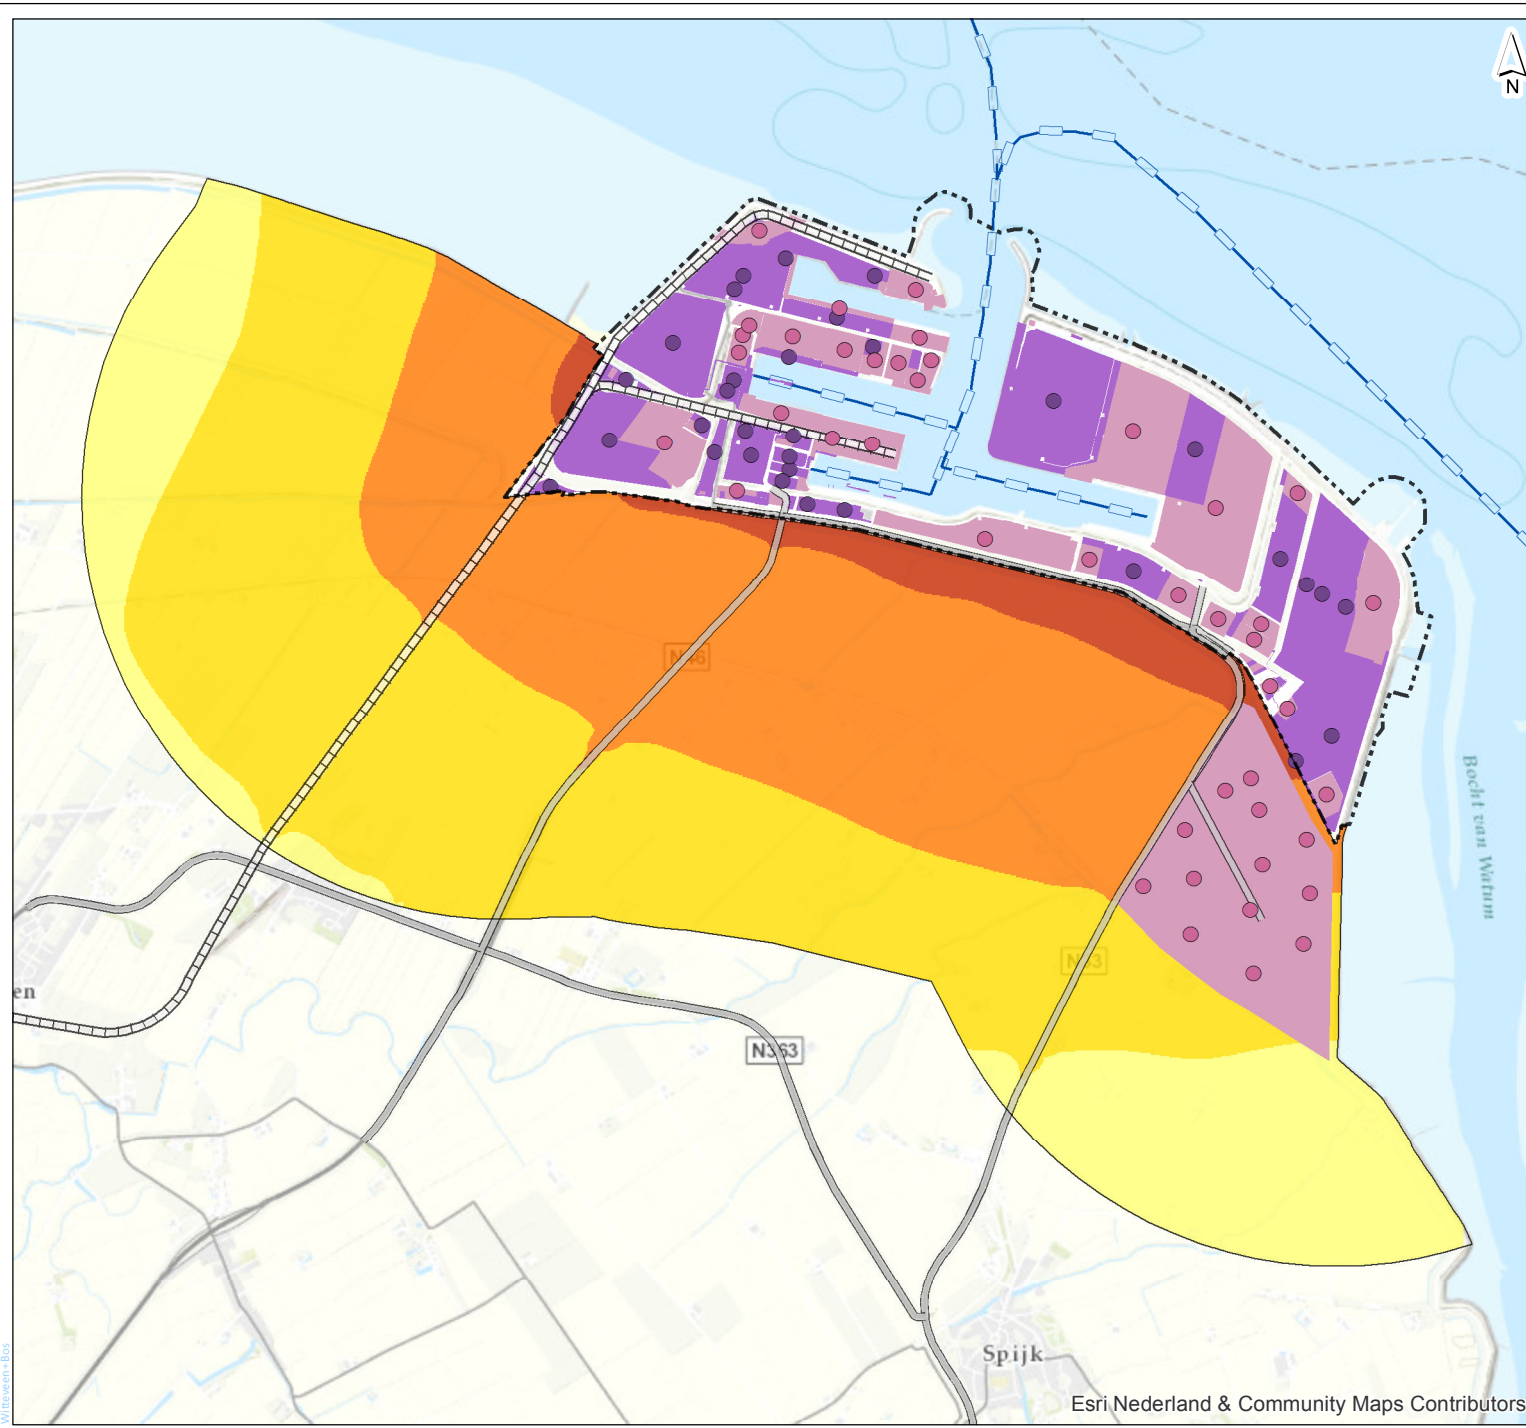 N
N46
Bocht van Watum
N33
en
N363
Spijk
Esri Nederland & Community Maps Contributors
Witteveen+Bos